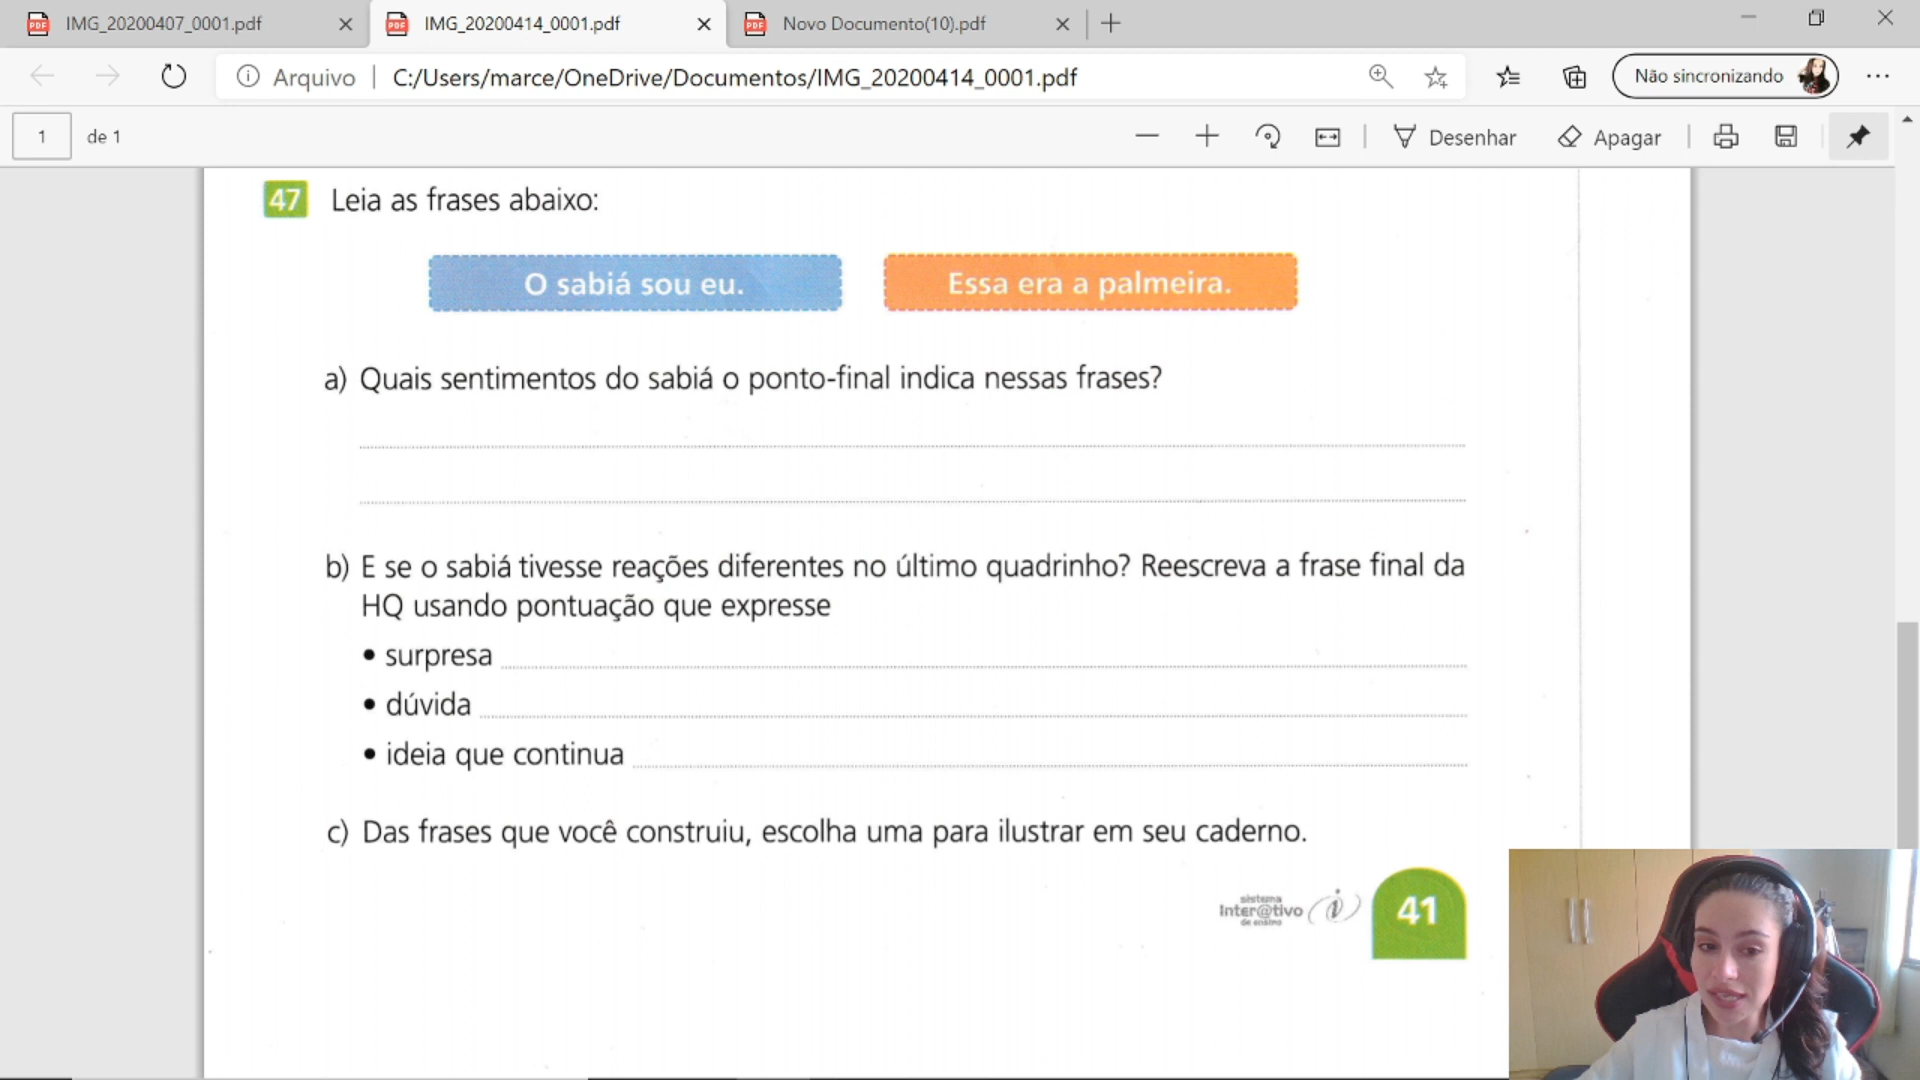 IMG_20200407_0001.pdf
IMG_20200414_0001.pdf
Novo Documento(10).pdf
Arquivo
C:/Users/marce/OneDrive/Documentos/IMG_20200414_0001.pdf
Não sincronizando
1
de 1
Desenhar
Apagar
47 Leia as frases abaixo:
O sabiá sou eu.
Essa era a palmeira.
a) Quais sentimentos do sabiá o ponto-final indica nessas frases?
b) E se o sabiá tivesse reações diferentes no último quadrinho? Reescreva a frase final da
HQ usando pontuação que expresse
• surpresa
• dúvida
• ideia que continua
c) Das frases que você construiu, escolha uma para ilustrar em seu caderno.
sistema
Inter@tivo
de ensino
i
41